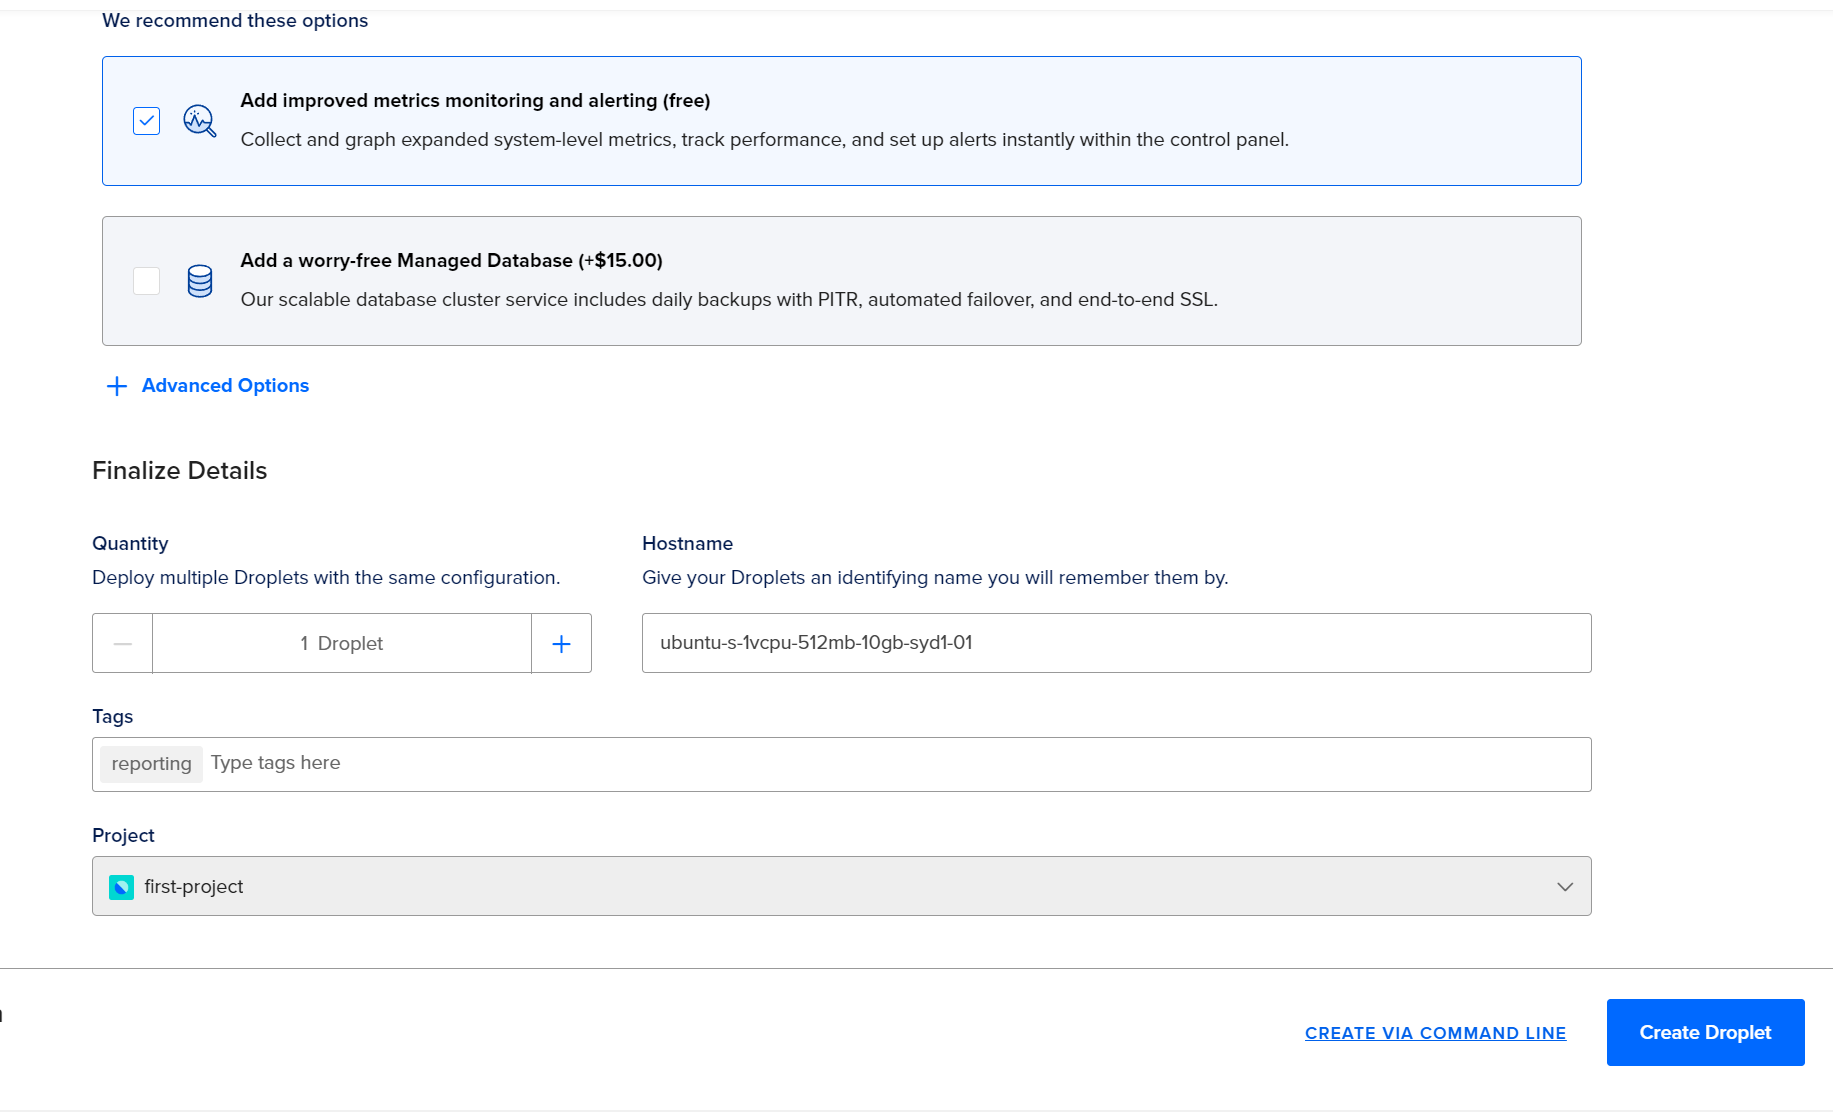 We recommend these options
Add improved metrics monitoring and alerting (free)
Collect and graph expanded system-level metrics, track performance, and set up alerts instantly within the control panel.
Add a worry-free Managed Database (+$15.00)
Our scalable database cluster service includes daily backups with PITR, automated failover, and end-to-end SSL.
Advanced Options
Finalize Details
Quantity
Deploy multiple Droplets with the same configuration.
1 Droplet
Hostname
Give your Droplets an identifying name you will remember them by.
ubuntu-s-1vcpu-512mb-10gb-syd1-01
Tags
reporting Type tags here
Project
first-project
CREATE VIA COMMAND LINE
Create Droplet